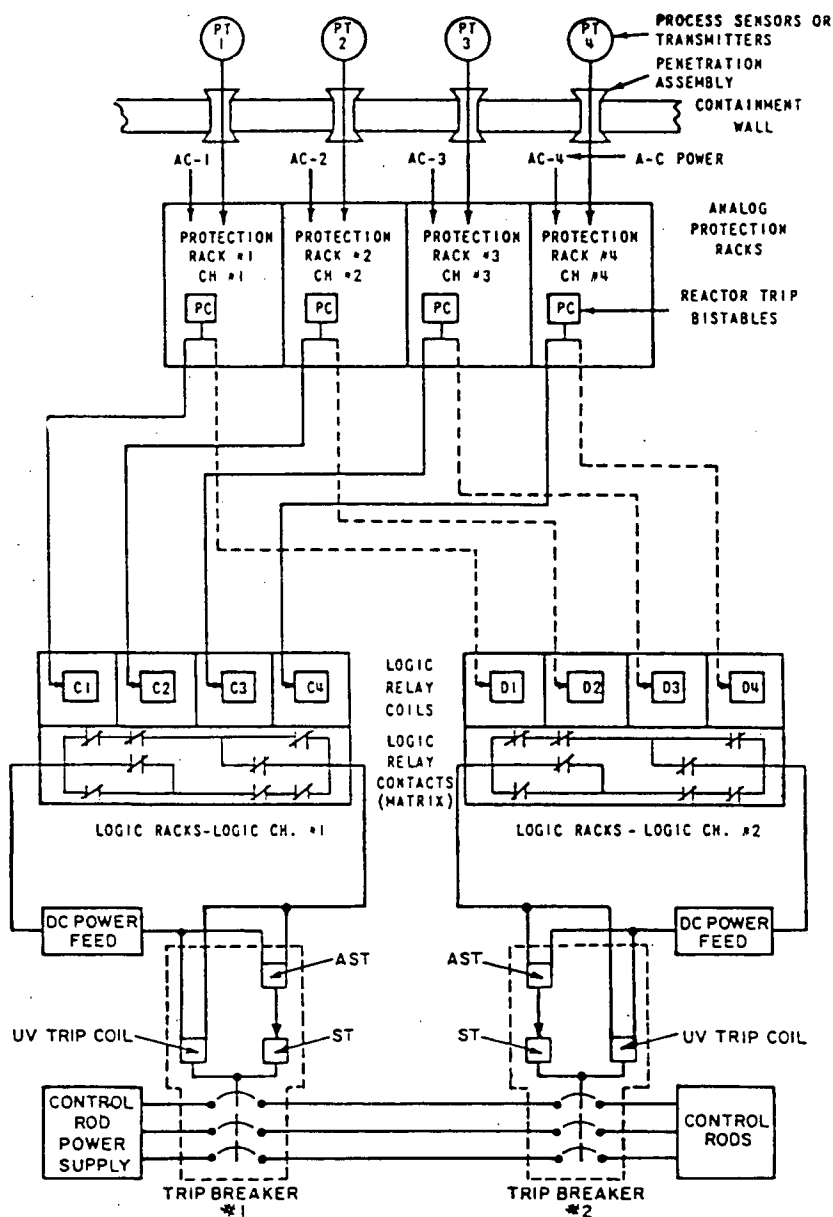 PT
1
PT
2
PT
3
PT
4
PROCESS SENSORS OR
TRANSMITTERS
PENETRATION
ASSEMBLY
CONTAINMENT
WALL
AC-1
AC-2
AC-3
AC-4
A-C POWER
PROTECTION
RACK #1
CH #1
PROTECTION
RACK #2
CH #2
PROTECTION
RACK #3
CH #3
PROTECTION
RACK #4
CH #4
ANALOG
PROTECTION
RACKS
PC
PC
PC
PC
REACTOR TRIP
BISTABLES
C1
C2
C3
C4
LOGIC
RELAY
COILS
D1
D2
D3
D4
LOGIC
RELAY
CONTACTS
(MATRIX)
LOGIC RACKS-LOGIC CH. #1
LOGIC RACKS - LOGIC CH. #2
DC POWER
FEED
DC POWER
FEED
AST
AST
UV TRIP COIL
ST
ST
UV TRIP COIL
CONTROL
ROD
POWER
SUPPLY
CONTROL
RODS
TRIP BREAKER
#1
TRIP BREAKER
#2